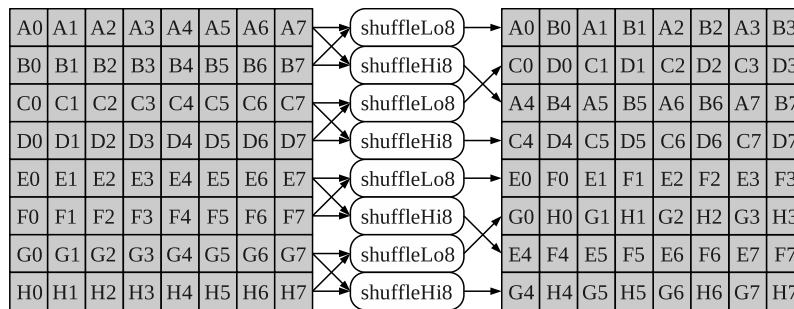 A0 A1 A2 A3 A4 A5 A6 A7 shuffleLo8 A0 B0 A1 B1 A2 B2 A3 B3
B0 B1 B2 B3 B4 B5 B6 B7 shuffleHi8 C0 D0 C1 D1 C2 D2 C3 D3
C0 C1 C2 C3 C4 C5 C6 C7 shuffleLo8 A4 B4 A5 B5 A6 B6 A7 B7
D0 D1 D2 D3 D4 D5 D6 D7 shuffleHi8 C4 D4 C5 D5 C6 D6 C7 D7
E0 E1 E2 E3 E4 E5 E6 E7 shuffleLo8 E0 F0 E1 F1 E2 F2 E3 F3
F0 F1 F2 F3 F4 F5 F6 F7 shuffleHi8 G0 H0 G1 H1 G2 H2 G3 H3
G0 G1 G2 G3 G4 G5 G6 G7 shuffleLo8 E4 F4 E5 F5 E6 F6 E7 F7
H0 H1 H2 H3 H4 H5 H6 H7 shuffleHi8 G4 H4 G5 H5 G6 H6 G7 H7